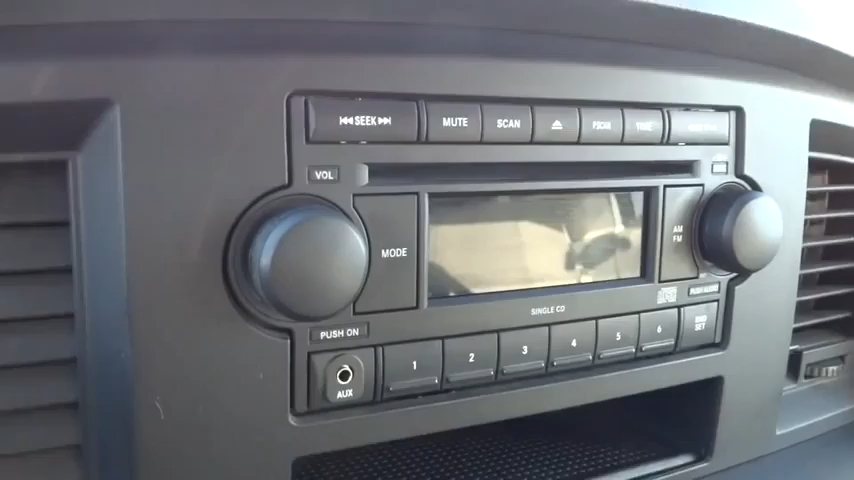 SEEK MUTE SCAN PSCAN TIME
VOL
MODE
AM
FM
SINGLE CD
PUSH AUDIO
PUSH ON
AUX
1 2 3 4 5 6
RND
SET